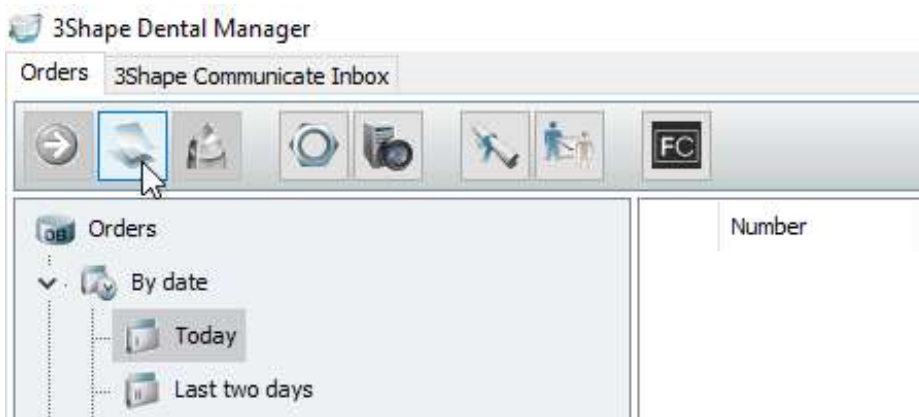 3Shape Dental Manager
Orders 3Shape Communicate Inbox
FC
Orders Number
By date
Today
Last two days